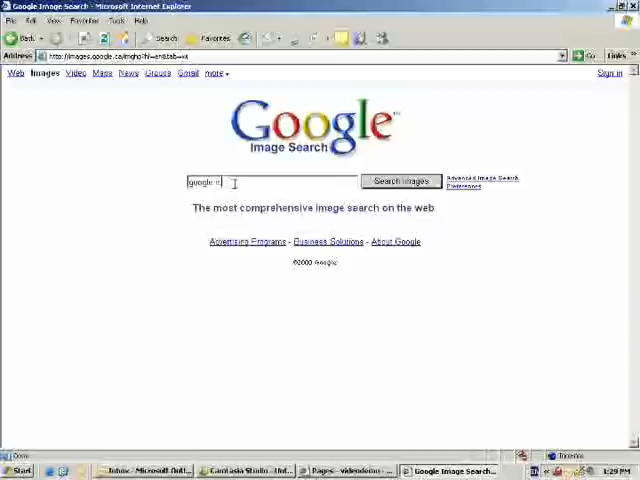 Google Image Search - Microsoft Internet Explorer
File Edit View Favorites Tools Help
Back Search Favorites
Address http://images.google.ca/imghp?hl=en&tab=wi Go Links
Web Images Video Maps News Groups Gmail more Sign in
Google
Image Search
google e Search Images Advanced Image Search
Preferences
The most comprehensive image search on the web
Advertising Programs - Business Solutions - About Google
Google
Done Internet
Start Inbox - Microsoft Outl... Camtasia Studio - Unt... Pages - videodemo - ... Google Image Search... EN 1:29 PM